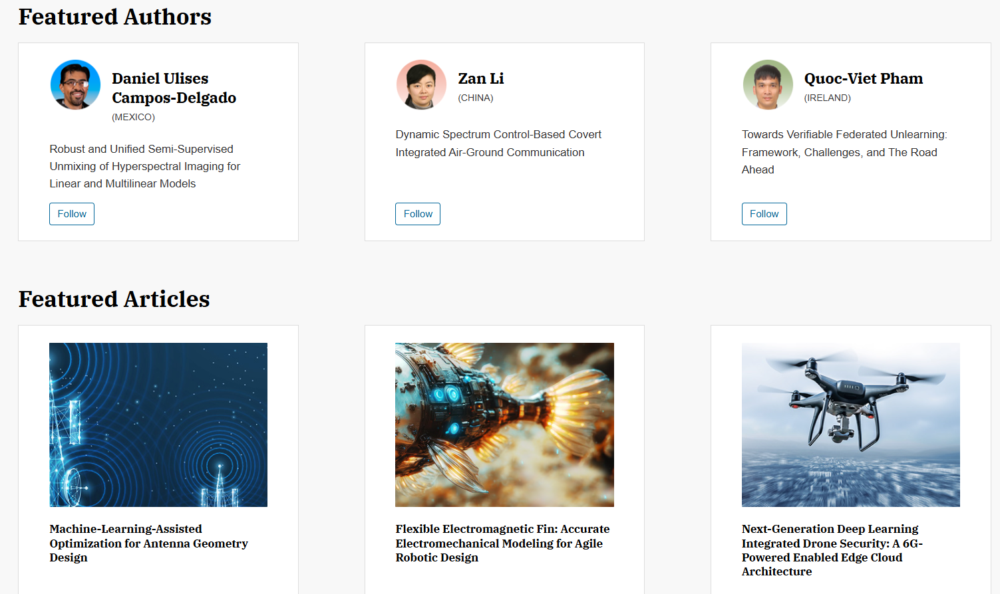 Featured Authors
Daniel Ulises
Campos-Delgado
(MEXICO)
Robust and Unified Semi-Supervised
Unmixing of Hyperspectral Imaging for
Linear and Multilinear Models
Follow
Zan Li
(CHINA)
Dynamic Spectrum Control-Based Covert
Integrated Air-Ground Communication
Follow
Quoc-Viet Pham
(IRELAND)
Towards Verifiable Federated Unlearning:
Framework, Challenges, and The Road
Ahead
Follow
Featured Articles
Machine-Learning-Assisted
Optimization for Antenna Geometry
Design
Flexible Electromagnetic Fin: Accurate
Electromechanical Modeling for Agile
Robotic Design
Next-Generation Deep Learning
Integrated Drone Security: A 6G-
Powered Enabled Edge Cloud
Architecture